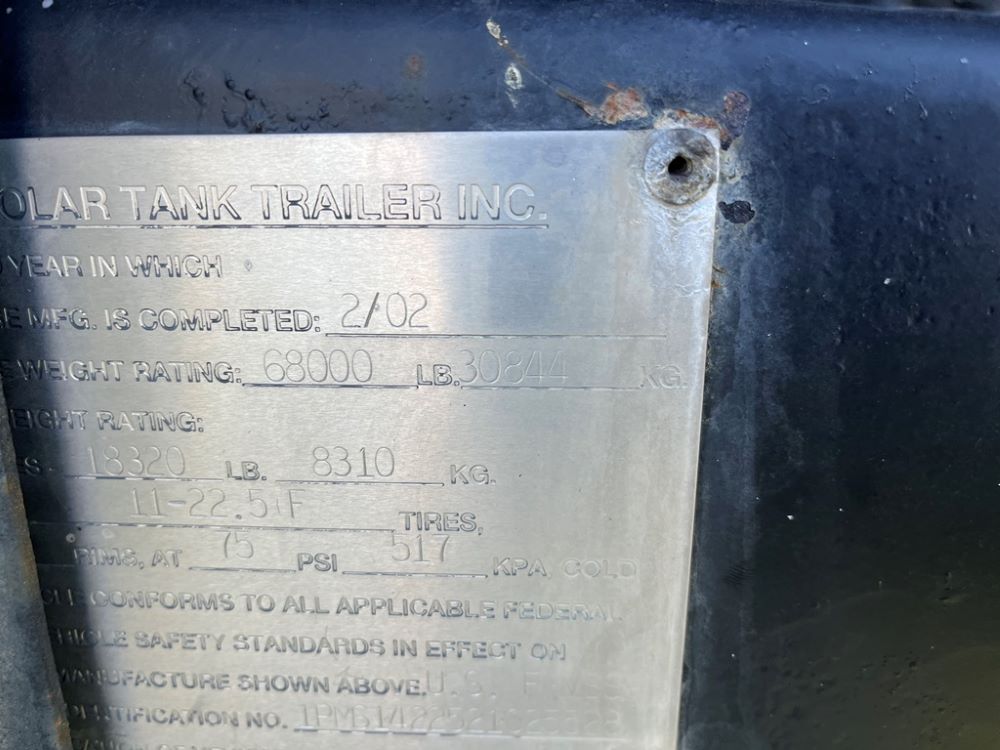 OLAR TANK TRAILER INC.
YEAR IN WHICH
E MFG. IS COMPLETED: 2/02
WEIGHT RATING: 68000 LB. 30844 KG.
EIGHT RATING:
S. 18320 LB. 8310 KG.
11-22.5(F TIRES,
RIMS, AT 75 PSI 517 KPA COLD
CLE CONFORMS TO ALL APPLICABLE FEDERAL
HICLE SAFETY STANDARDS IN EFFECT ON
MANUFACTURE SHOWN ABOVE. U.S.
IDENTIFICATION NO.